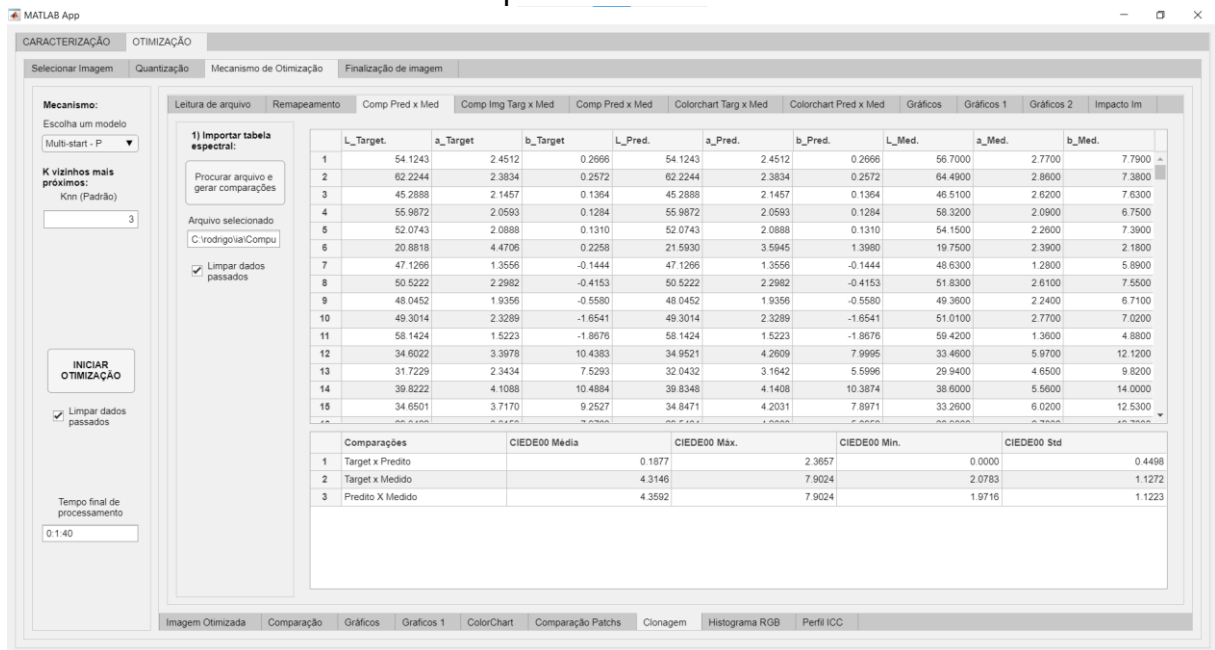 MATLAB App
CARACTERIZAÇÃO OTIMIZAÇÃO
Selecionar Imagem Quantização Mecanismo de Otimização Finalização de imagem
Mecanismo:
Escolha um modelo
Multi-start - P
K vizinhos mais
próximos:
Knn (Padrão)
3
INICIAR
OTIMIZAÇÃO
Limpar dados
passados
Tempo final de
processamento
0:1:40
Leitura de arquivo Remapeamento Comp Pred x Med Comp Img Targ x Med Comp Pred x Med Colorchart Targ x Med Colorchart Pred x Med Gráficos Gráficos 1 Gráficos 2 Impacto Im
1) Importar tabela
espectral:
Procurar arquivo e
gerar comparações
Arquivo selecionado
C:\rodrigo\ia\Compu
Limpar dados
passados
L_Target. a_Target b_Target L_Pred. a_Pred. b_Pred. L_Med. a_Med. b_Med.
1 54.1243 2.4512 0.2666 54.1243 2.4512 0.2666 56.7000 2.7700 7.7900
2 62.2244 2.3834 0.2572 62.2244 2.3834 0.2572 64.4900 2.8600 7.3800
3 45.2888 2.1457 0.1364 45.2888 2.1457 0.1364 46.5100 2.6200 7.6300
4 55.9872 2.0593 0.1284 55.9872 2.0593 0.1284 58.3200 2.0900 6.7500
5 52.0743 2.0888 0.1310 52.0743 2.0888 0.1310 54.1500 2.2600 7.3900
6 20.8818 4.4706 0.2258 21.5930 3.5945 1.3980 19.7500 2.3900 2.1800
7 47.1266 1.3556 -0.1444 47.1266 1.3556 -0.1444 48.6300 1.2800 5.8900
8 50.5222 2.2982 -0.4153 50.5222 2.2982 -0.4153 51.8300 2.6100 7.5500
9 48.0452 1.9356 -0.5580 48.0452 1.9356 -0.5580 49.3600 2.2400 6.7100
10 49.3014 2.3289 -1.6541 49.3014 2.3289 -1.6541 51.0100 2.7700 7.0200
11 58.1424 1.5223 -1.8676 58.1424 1.5223 -1.8676 59.4200 1.3600 4.8800
12 34.6022 3.3978 10.4383 34.9521 4.2609 7.9995 33.4600 5.9700 12.1200
13 31.7229 2.3434 7.5293 32.0432 3.1642 5.5996 29.9400 4.6500 9.8200
14 39.8222 4.1088 10.4884 39.8348 4.1408 10.3874 38.6000 5.5600 14.0000
15 34.6501 3.7170 9.2527 34.8471 4.2031 7.8971 33.2600 6.0200 12.5300
Comparações CIEDE00 Média CIEDE00 Máx. CIEDE00 Min. CIEDE00 Std
1 Target x Predito 0.1877 2.3657 0.0000 0.4498
2 Target x Medido 4.3146 7.9024 2.0783 1.1272
3 Predito X Medido 4.3592 7.9024 1.9716 1.1223
Imagem Otimizada Comparação Gráficos Graficos 1 ColorChart Comparação Patchs Clonagem Histograma RGB Perfil ICC